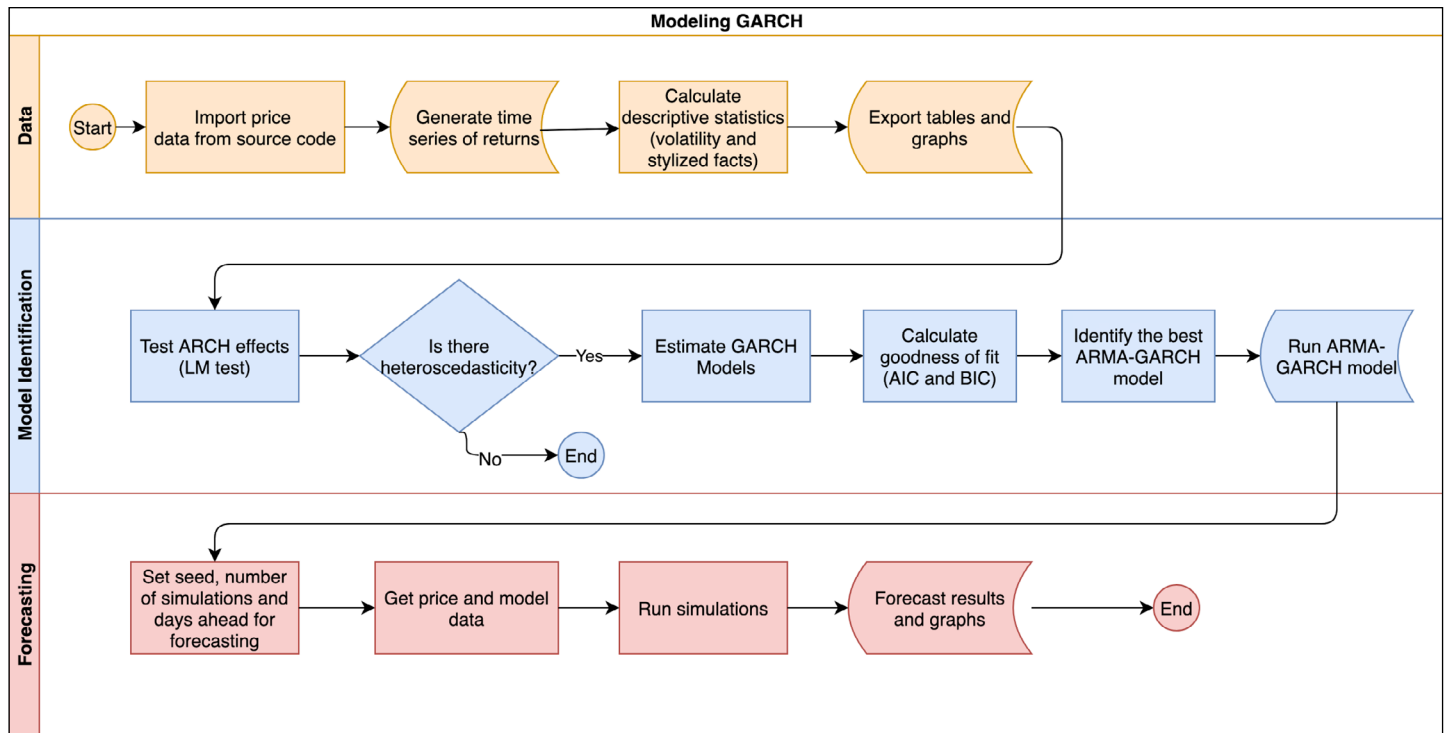 Modeling GARCH
Data
Start
Import price
data from source code
Generate time
series of returns
Calculate
descriptive statistics
(volatility and
stylized facts)
Export tables and
graphs
Model Identification
Test ARCH effects
(LM test)
Is there
heteroscedasticity?
Yes
No
End
Estimate GARCH
Models
Calculate
goodness of fit
(AIC and BIC)
Identify the best
ARMA-GARCH
model
Run ARMA-
GARCH model
Forecasting
Set seed, number
of simulations and
days ahead for
forecasting
Get price and model
data
Run simulations
Forecast results
and graphs
End